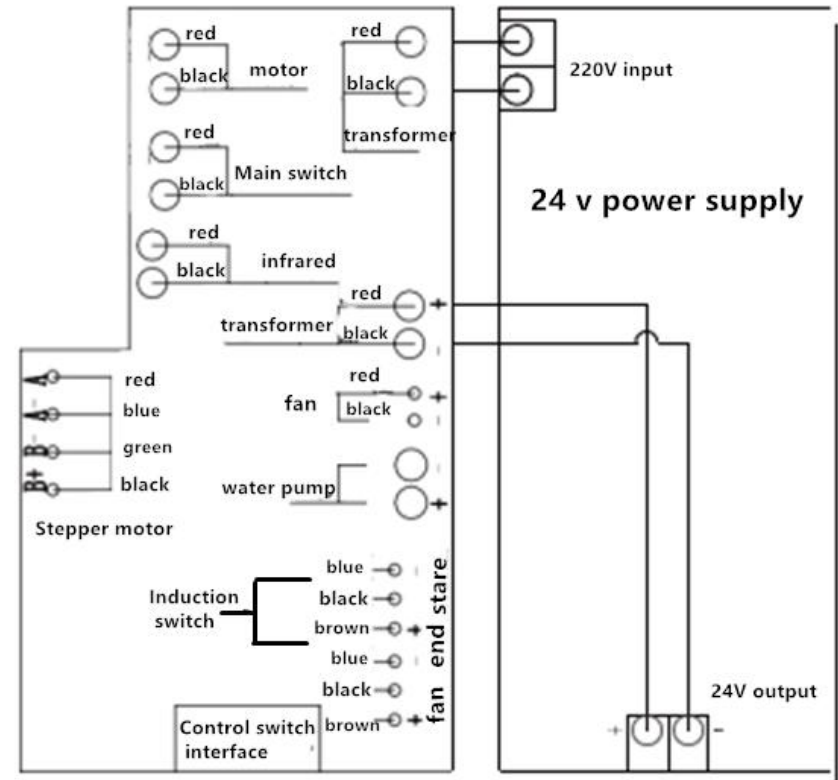 red
black
motor
red
black
transformer
220V input
red
black
Main switch
24 v power supply
red
black
infrared
red
+
transformer
black
-
red
blue
green
black
A
A
-
B
+
B
Stepper motor
red
+
fan
black
-
water pump
-
+
blue
-
black
brown
+
Induction
switch
blue
-
black
brown
+
fan end stare
Control switch
interface
24V output
+
-